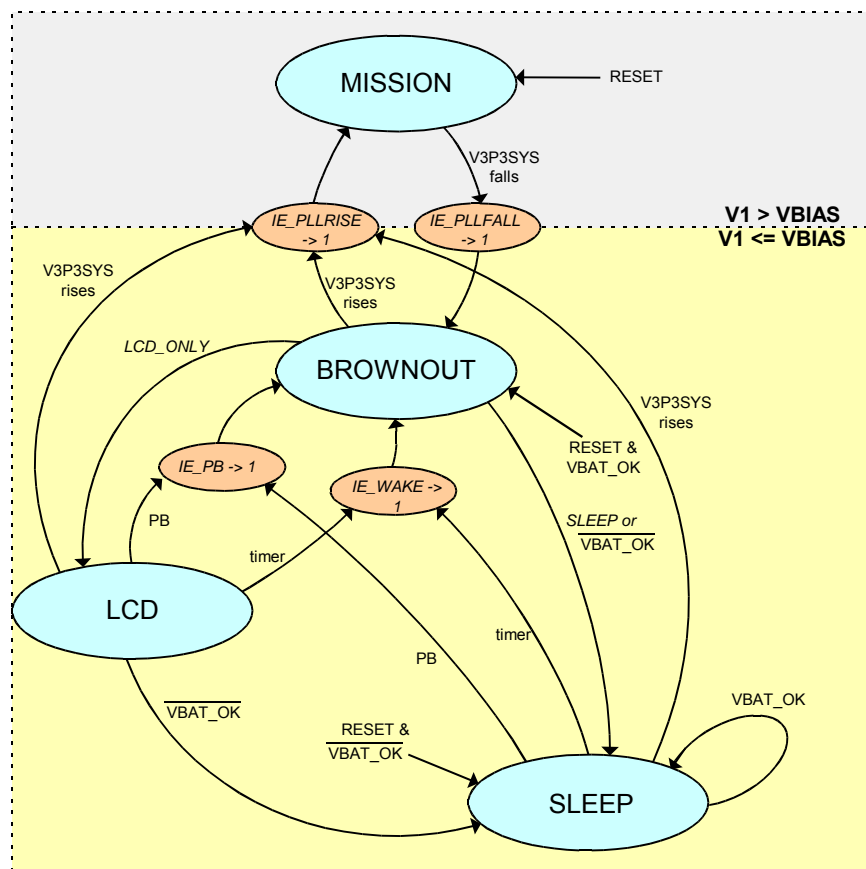 MISSION
RESET
V3P3SYS
falls
IE_PLLRISE
-> 1
IE_PLLFALL
-> 1
V1 > VBIAS
V1 <= VBIAS
V3P3SYS
rises
V3P3SYS
rises
LCD_ONLY
BROWNOUT
V3P3SYS
rises
RESET &
VBAT_OK
IE_PB -> 1
IE_WAKE ->
1
PB
SLEEP or
VBAT_OK
timer
LCD
timer
PB
VBAT_OK
VBAT_OK
RESET &
VBAT_OK
SLEEP